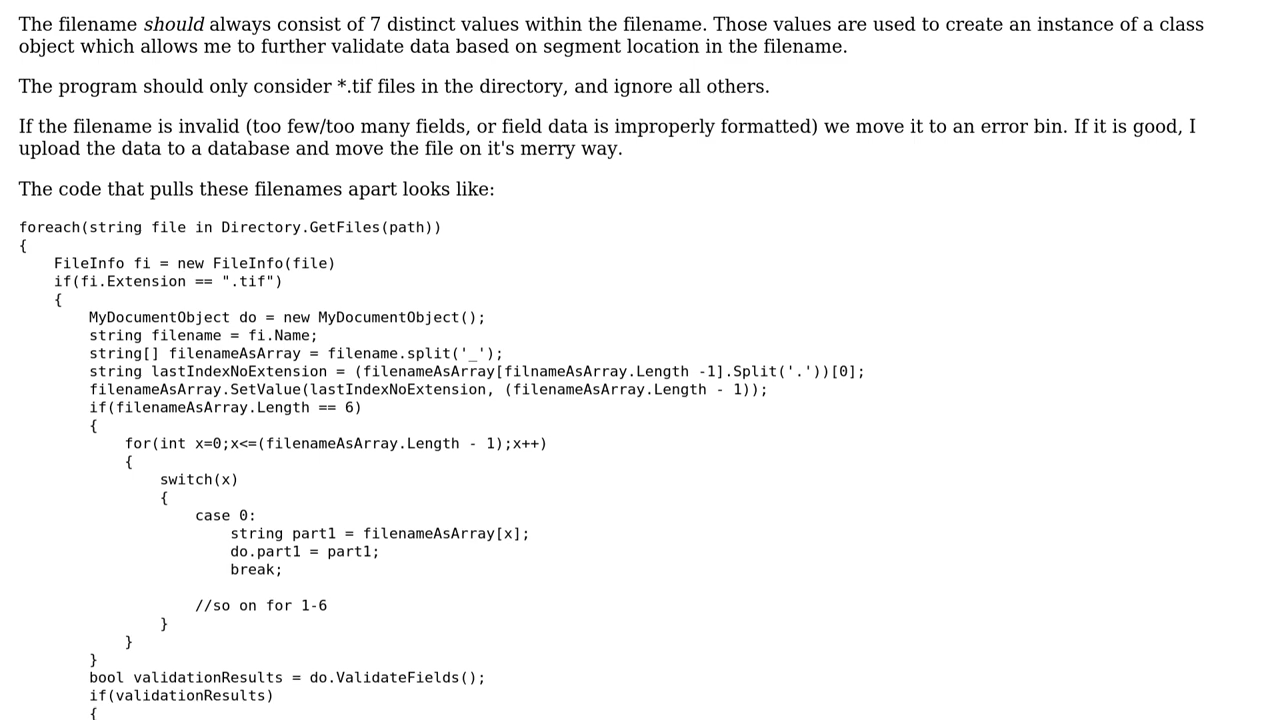 The filename should always consist of 7 distinct values within the filename. Those values are used to create an instance of a class
object which allows me to further validate data based on segment location in the filename.
The program should only consider *.tif files in the directory, and ignore all others.
If the filename is invalid (too few/too many fields, or field data is improperly formatted) we move it to an error bin. If it is good, I
upload the data to a database and move the file on it's merry way.
The code that pulls these filenames apart looks like:
foreach(string file in Directory.GetFiles(path))
{
    FileInfo fi = new FileInfo(file)
    if(fi.Extension == ".tif")
    {
        MyDocumentObject do = new MyDocumentObject();
        string filename = fi.Name;
        string[] filenameAsArray = filename.split('_');
        string lastIndexNoExtension = (filenameAsArray[filnameAsArray.Length -1].Split('.'))[0];
        filenameAsArray.SetValue(lastIndexNoExtension, (filenameAsArray.Length - 1));
        if(filenameAsArray.Length == 6)
        {
            for(int x=0;x<=(filenameAsArray.Length - 1);x++)
            {
                switch(x)
                {
                    case 0:
                        string part1 = filenameAsArray[x];
                        do.part1 = part1;
                        break;
                    //so on for 1-6
                }
            }
        }
        bool validationResults = do.ValidateFields();
        if(validationResults)
        {